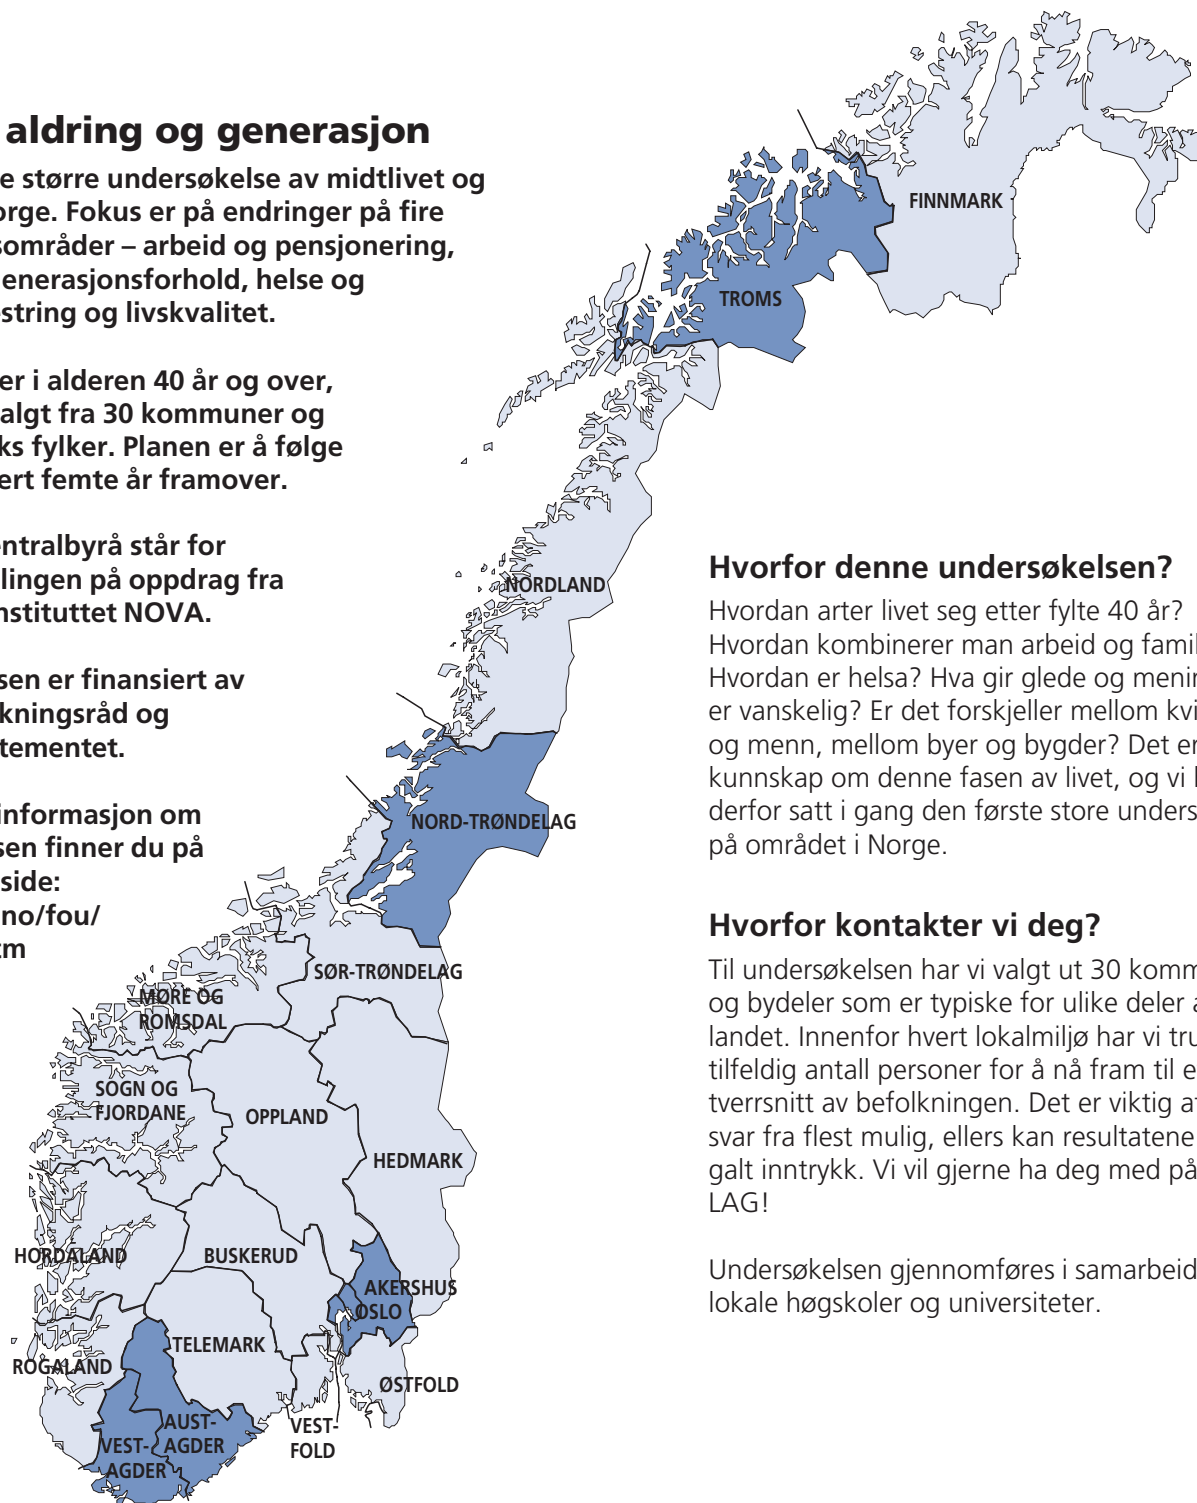 aldring og generasjon
e større undersøkelse av midtlivet og
orge. Fokus er på endringer på fire
sområder – arbeid og pensjonering,
enerasjonsforhold, helse og
estring og livskvalitet.
er i alderen 40 år og over,
valgt fra 30 kommuner og
ks fylker. Planen er å følge
ert femte år framover.
entralbyrå står for
lingen på oppdrag fra
nstituttet NOVA.
sen er finansiert av
kningsråd og
rtementet.
informasjon om
sen finner du på
side:
no/fou/
tm
FINNMARK
TROMS
NORDLAND
NORD-TRØNDELAG
SØR-TRØNDELAG
MØRE OG
ROMSDAL
SOGN OG
FJORDANE
OPPLAND
HEDMARK
HORDALAND
BUSKERUD
AKERSHUS
OSLO
TELEMARK
ROGALAND
ØSTFOLD
AUST-
AGDER
VEST-
AGDER
VEST-
FOLD
Hvorfor denne undersøkelsen?
Hvordan arter livet seg etter fylte 40 år?
Hvordan kombinerer man arbeid og famil
Hvordan er helsa? Hva gir glede og menin
er vanskelig? Er det forskjeller mellom kvi
og menn, mellom byer og bygder? Det er
kunnskap om denne fasen av livet, og vi
derfor satt i gang den første store unders
på området i Norge.
Hvorfor kontakter vi deg?
Til undersøkelsen har vi valgt ut 30 komm
og bydeler som er typiske for ulike deler a
landet. Innenfor hvert lokalmiljø har vi tru
tilfeldig antall personer for å nå fram til e
tverrsnitt av befolkningen. Det er viktig at
svar fra flest mulig, ellers kan resultatene
galt inntrykk. Vi vil gjerne ha deg med på
LAG!
Undersøkelsen gjennomføres i samarbeid
lokale høgskoler og universiteter.